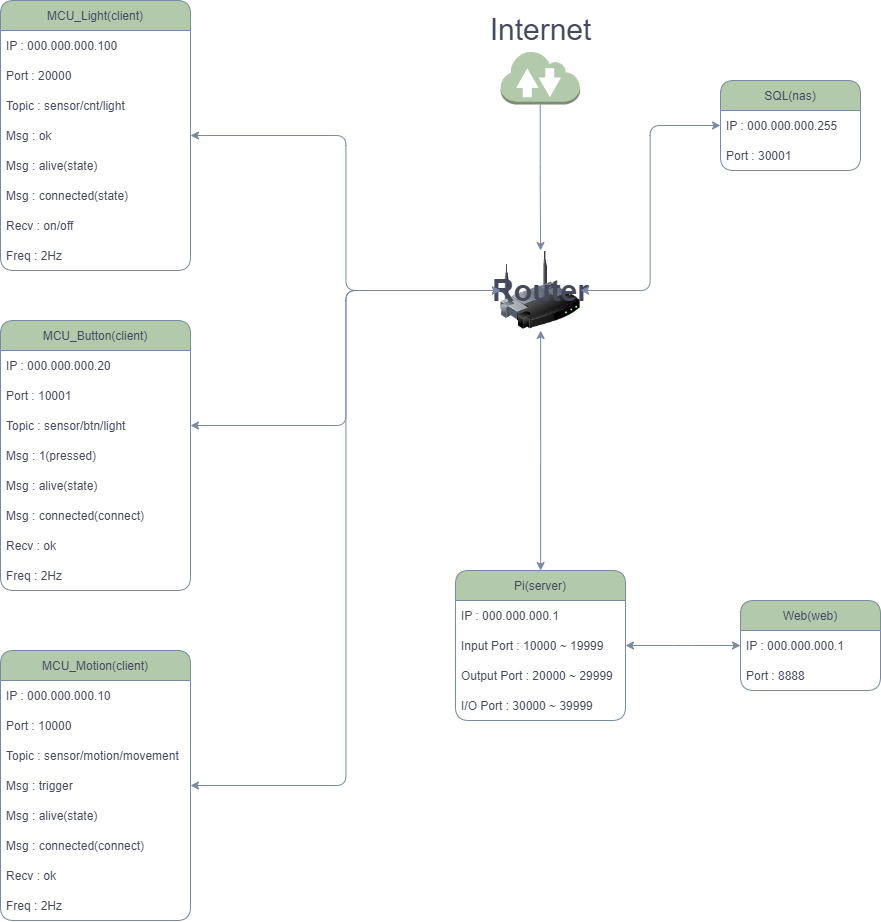 MCU_Light(client)
IP : 000.000.000.100
Port : 20000
Topic : sensor/cnt/light
Msg : ok
Msg : alive(state)
Msg : connected(state)
Recv : on/off
Freq : 2Hz
MCU_Button(client)
IP : 000.000.000.20
Port : 10001
Topic : sensor/btn/light
Msg : 1(pressed)
Msg : alive(state)
Msg : connected(connect)
Recv : ok
Freq : 2Hz
MCU_Motion(client)
IP : 000.000.000.10
Port : 10000
Topic : sensor/motion/movement
Msg : trigger
Msg : alive(state)
Msg : connected(connect)
Recv : ok
Freq : 2Hz
Internet
Router
SQL(nas)
IP : 000.000.000.255
Port : 30001
Pi(server)
IP : 000.000.000.1
Input Port : 10000 ~ 19999
Output Port : 20000 ~ 29999
I/O Port : 30000 ~ 39999
Web(web)
IP : 000.000.000.1
Port : 8888